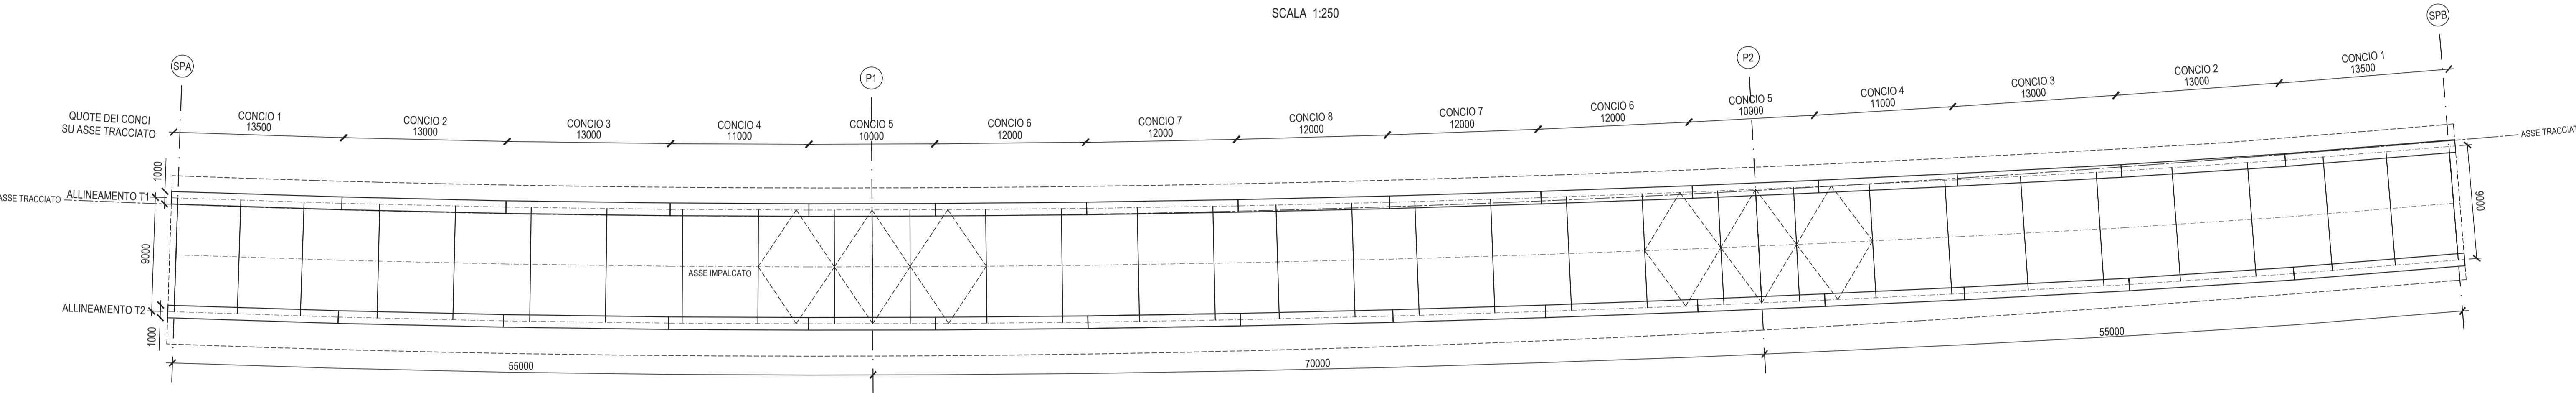 SCALA 1:250
SPA
P1
P2
SPB
QUOTE DEI CONCI
SU ASSE TRACCIATO
CONCIO 1
13500
CONCIO 2
13000
CONCIO 3
13000
CONCIO 4
11000
CONCIO 5
10000
CONCIO 6
12000
CONCIO 7
12000
CONCIO 8
12000
CONCIO 7
12000
CONCIO 6
12000
CONCIO 5
10000
CONCIO 4
11000
CONCIO 3
13000
CONCIO 2
13000
CONCIO 1
13500
1000
ALLINEAMENTO T1
ASSE TRACCIATO
ASSE TRACCIAT
9000
9000
ASSE IMPALCATO
ALLINEAMENTO T2
1000
55000
70000
55000